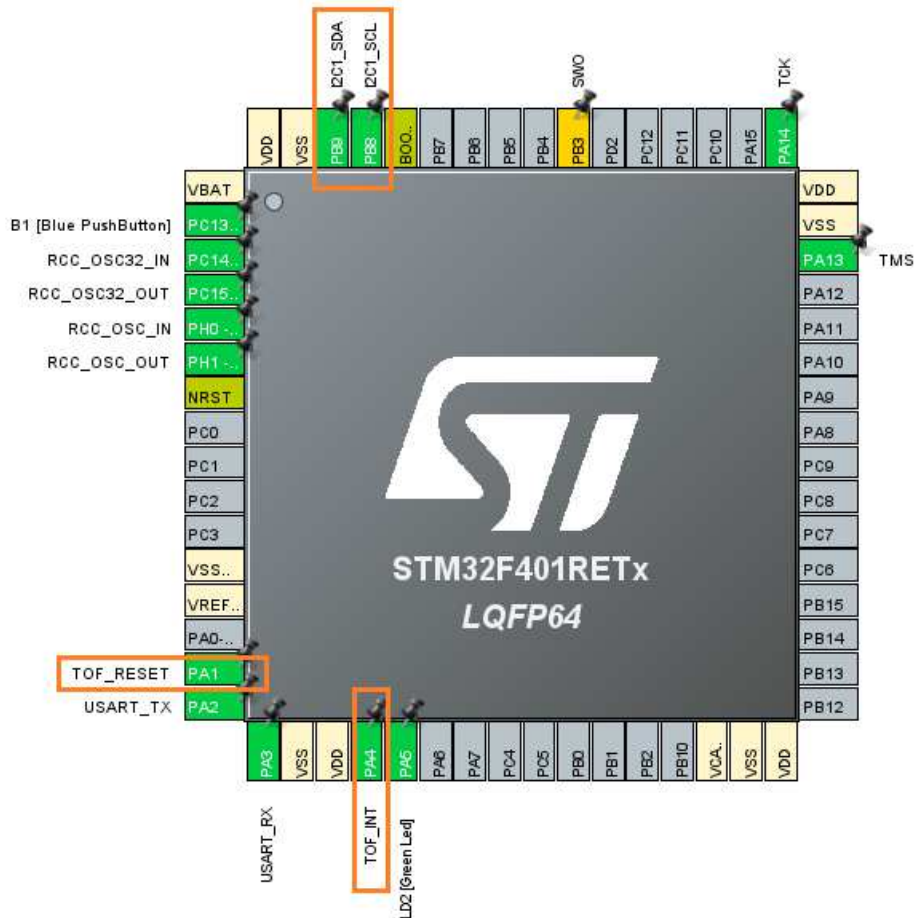 I2C1_SDA
I2C1_SCL
SWO
TCK
VDD
VSS
PB9
PB8
BOO..
PB7
PB6
PB5
PB4
PB3
PD2
PC12
PC11
PC10
PA15
PA14
VBAT
B1 [Blue PushButton] PC13..
RCC_OSC32_IN PC14..
RCC_OSC32_OUT PC15..
RCC_OSC_IN PH0 -..
RCC_OSC_OUT PH1 -..
NRST
PC0
PC1
PC2
PC3
VSS..
VREF..
PA0-..
TOF_RESET PA1
USART_TX PA2
VDD
VSS
PA13 TMS
PA12
PA11
PA10
PA9
PA8
PC9
PC8
PC7
PC6
PB15
PB14
PB13
PB12
ST
STM32F401RETx
LQFP64
PA3
VSS
VDD
PA4
PA5
PA6
PA7
PC4
PC5
PB0
PB1
PB2
PB10
VCA..
VSS
VDD
USART_RX
TOF_INT
LD2 [Green Led]